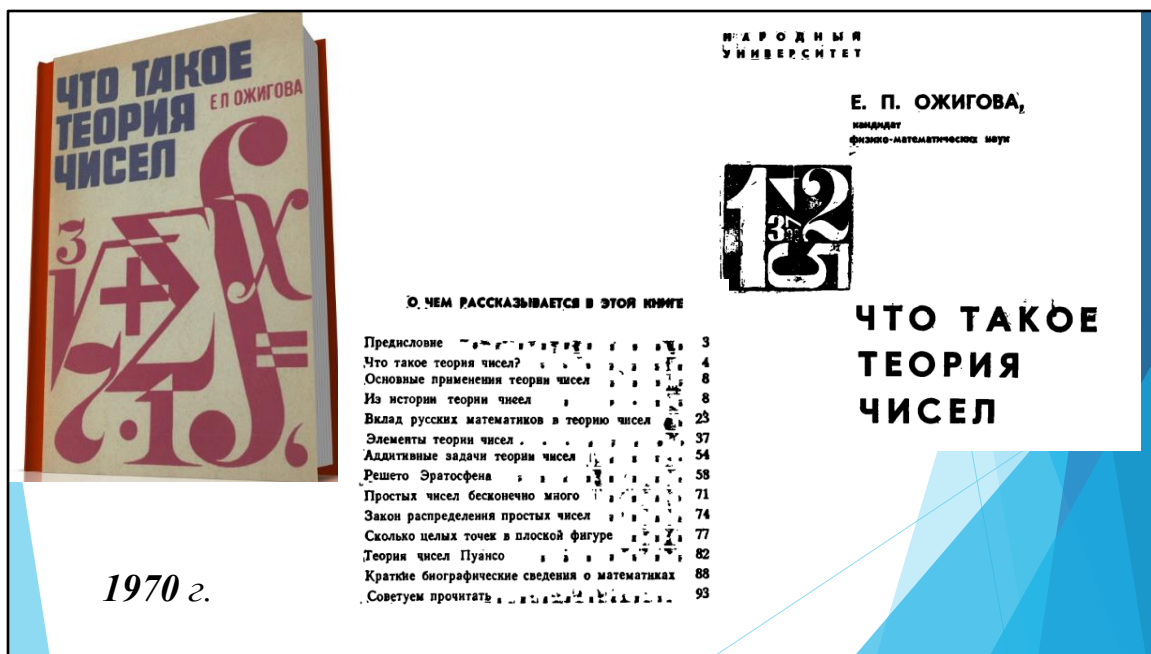 ЧТО ТАКОЕ
ТЕОРИЯ
ЧИСЕЛ
Е П ОЖИГОВА
1970 г.
О ЧЕМ РАССКАЗЫВАЕТСЯ В ЭТОЙ КНИГЕ
Предисловие 3
Что такое теория чисел? 4
Основные применения теории чисел 8
Из истории теории чисел 8
Вклад русских математиков в теорию чисел 23
Элементы теории чисел 37
Аддитивные задачи теории чисел 54
Решето Эратосфена 58
Простых чисел бесконечно много 71
Закон распределения простых чисел 74
Сколько целых точек в плоской фигуре 77
Теория чисел Пуансо 82
Краткие биографические сведения о математиках 88
Советуем прочитать 93
НАРОДНЫЙ
УНИВЕРСИТЕТ
Е. П. ОЖИГОВА,
кандидат
физико-математических наук
ЧТО ТАКОЕ
ТЕОРИЯ
ЧИСЕЛ